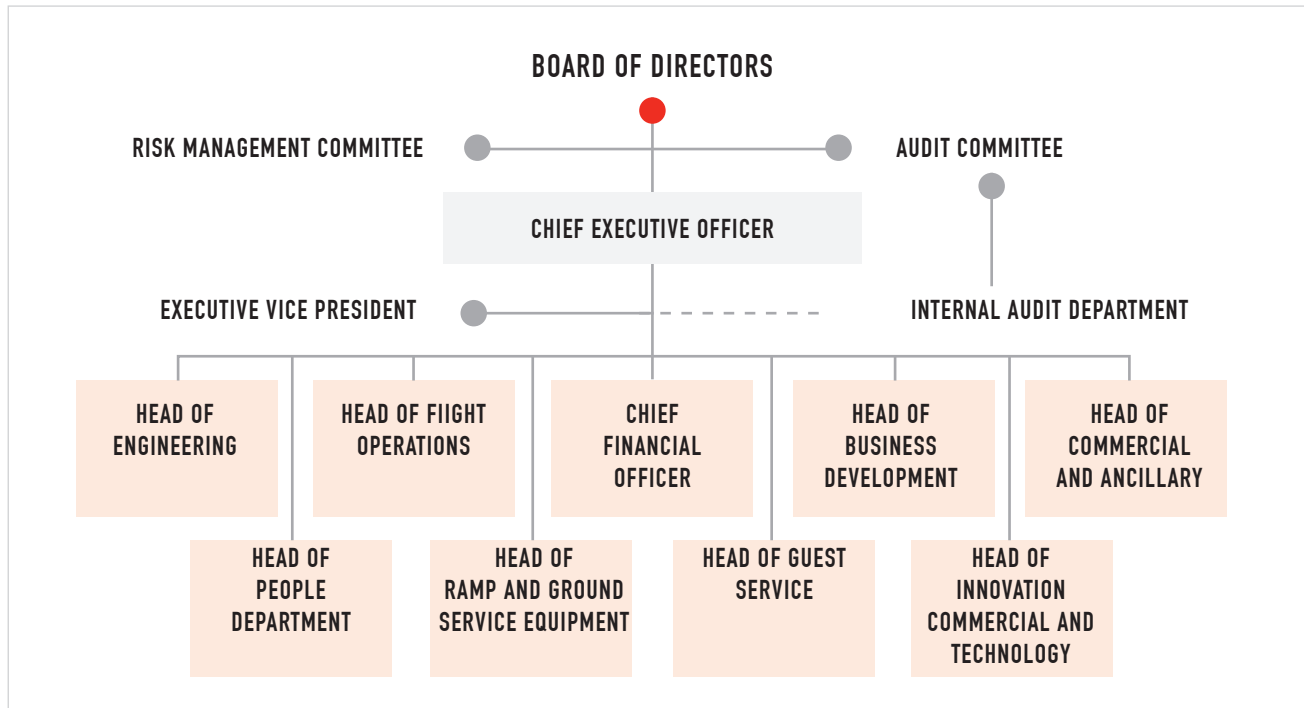 BOARD OF DIRECTORS
RISK MANAGEMENT COMMITTEE
AUDIT COMMITTEE
CHIEF EXECUTIVE OFFICER
EXECUTIVE VICE PRESIDENT
INTERNAL AUDIT DEPARTMENT
HEAD OF
ENGINEERING
HEAD OF FIIGHT
OPERATIONS
CHIEF
FINANCIAL
OFFICER
HEAD OF
BUSINESS
DEVELOPMENT
HEAD OF
COMMERCIAL
AND ANCILLARY
HEAD OF
PEOPLE
DEPARTMENT
HEAD OF
RAMP AND GROUND
SERVICE EQUIPMENT
HEAD OF GUEST
SERVICE
HEAD OF
INNOVATION
COMMERCIAL AND
TECHNOLOGY